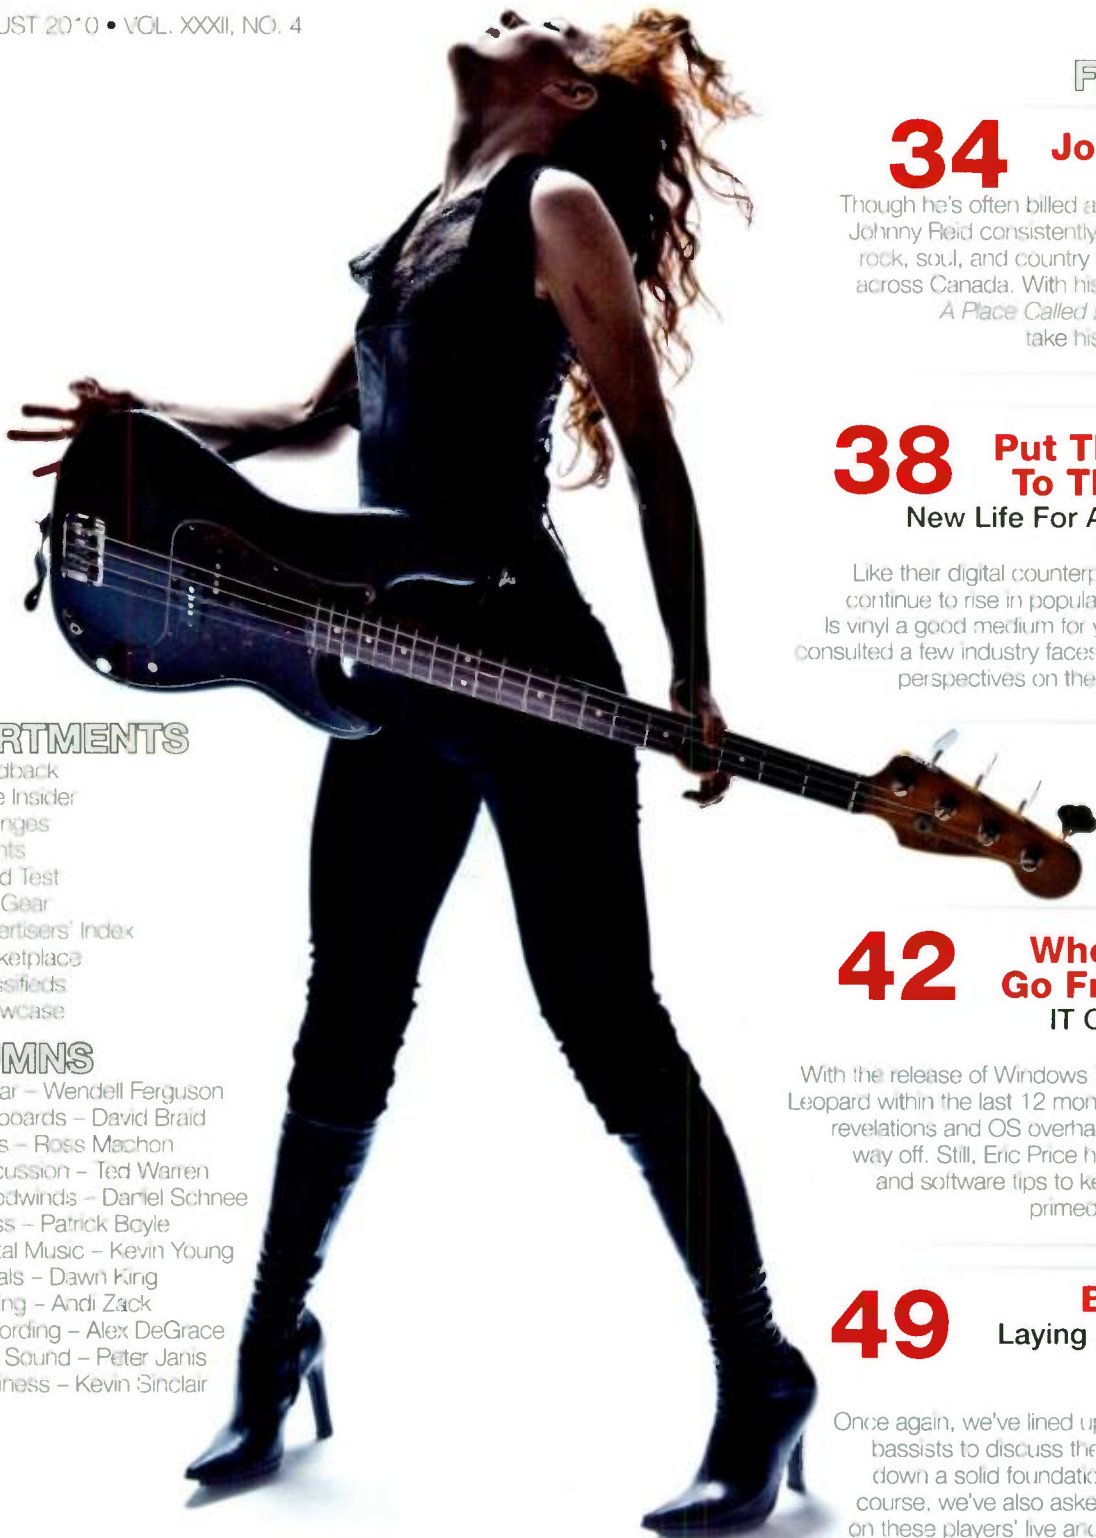 UST 2010 • VOL. XXXII, NO. 4
RTMENTS
dback
e Insider
nges
nts
d Test
Gear
ertisers' Index
ketplace
ssifieds
wcase
MNS
ar – Wendell Ferguson
boards – David Braid
s – Ross Machon
cussion – Ted Warren
odwinds – Daniel Schnee
ss – Patrick Boyle
tal Music – Kevin Young
als – Dawn King
ing – Andi Zack
ording – Alex DeGrace
Sound – Peter Janis
iness – Kevin Sinclair
F
34 Jo
Though he's often billed a
Johnny Reid consistently
rock, soul, and country
across Canada. With his
A Place Called
take his
38 Put T
To T
New Life For A
Like their digital counterp
continue to rise in popula
Is vinyl a good medium for y
consulted a few industry faces
perspectives on the
42 Whe
Go Fr
IT C
With the release of Windows
Leopard within the last 12 mon
revelations and OS overha
way off. Still, Eric Price h
and software tips to ke
primed
49 B
Laying
Once again, we've lined up
bassists to discuss the
down a solid foundatio
course, we've also aske
on these players' live and